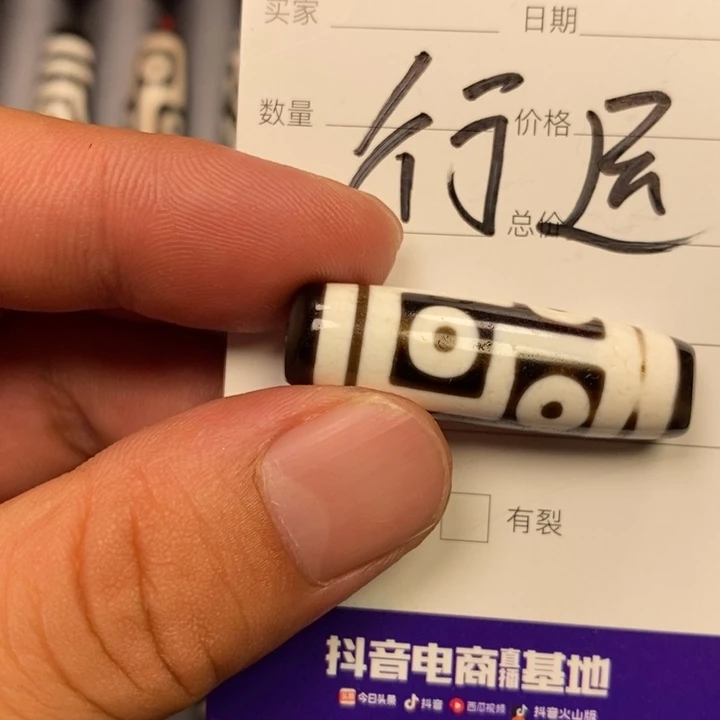 买家 日期
数量 价格
行运
总价
有裂
抖音电商直播基地
今日头条 抖音 西瓜视频 抖音火山版